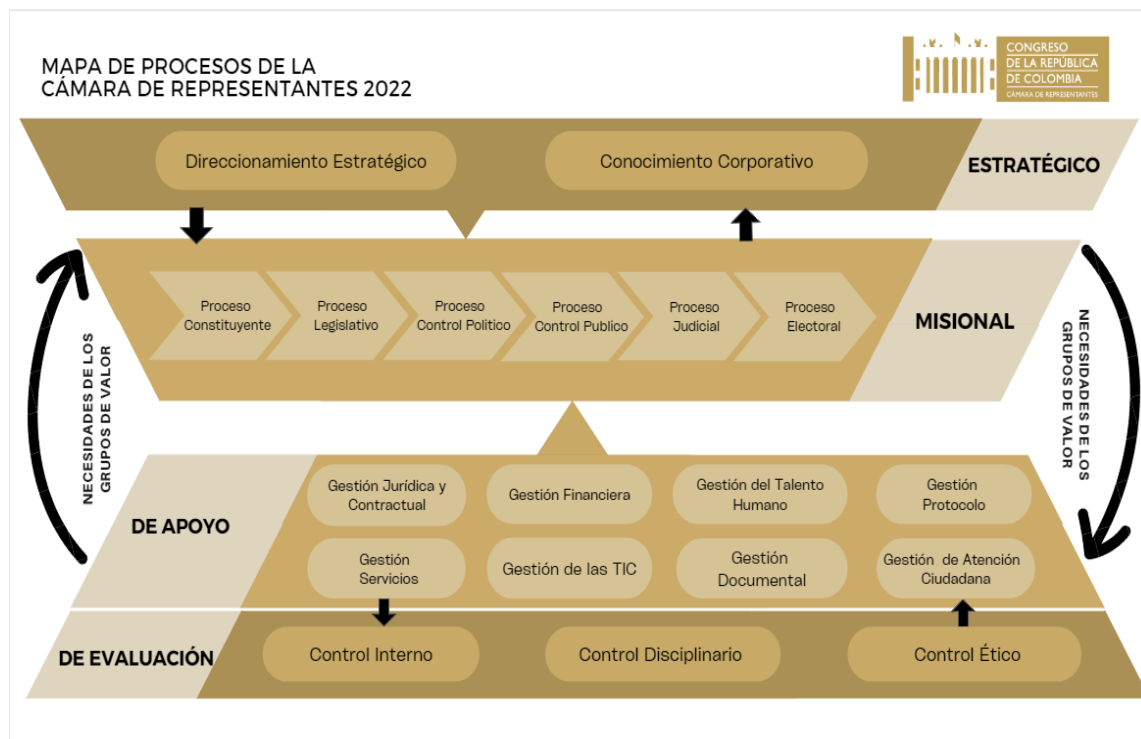 MAPA DE PROCESOS DE LA
CÁMARA DE REPRESENTANTES 2022
CONGRESO
DE LA REPÚBLICA
DE COLOMBIA
CÁMARA DE REPRESENTANTES
Direccionamiento Estratégico
Conocimiento Corporativo
ESTRATÉGICO
Proceso
Constituyente
Proceso
Legislativo
Proceso
Control Político
Proceso
Control Publico
Proceso
Judicial
Proceso
Electoral
MISIONAL
NECESIDADES DE LOS
GRUPOS DE VALOR
NECESIDADES DE LOS
GRUPOS DE VALOR
DE APOYO
Gestión Jurídica y
Contractual
Gestión Financiera
Gestión del Talento
Humano
Gestión
Protocolo
Gestión
Servicios
Gestión de las TIC
Gestión
Documental
Gestión de Atención
Ciudadana
DE EVALUACIÓN
Control Interno
Control Disciplinario
Control Ético